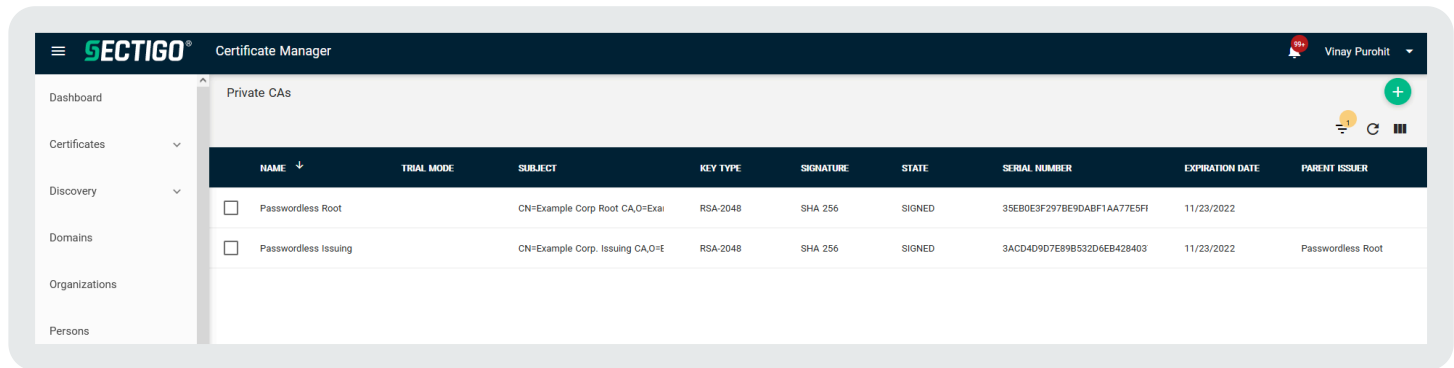 SECTIGO® Certificate Manager 99+ Vinay Purohit
Dashboard
Private CAs
+
1
Certificates
NAME TRIAL MODE SUBJECT KEY TYPE SIGNATURE STATE SERIAL NUMBER EXPIRATION DATE PARENT ISSUER
Discovery
Passwordless Root CN=Example Corp Root CA,O=Exa RSA-2048 SHA 256 SIGNED 35EB0E3F297BE9DABF1AA77E5F 11/23/2022
Domains
Passwordless Issuing CN=Example Corp. Issuing CA,O=E RSA-2048 SHA 256 SIGNED 3ACD4D9D7E89B532D6EB428403 11/23/2022 Passwordless Root
Organizations
Persons